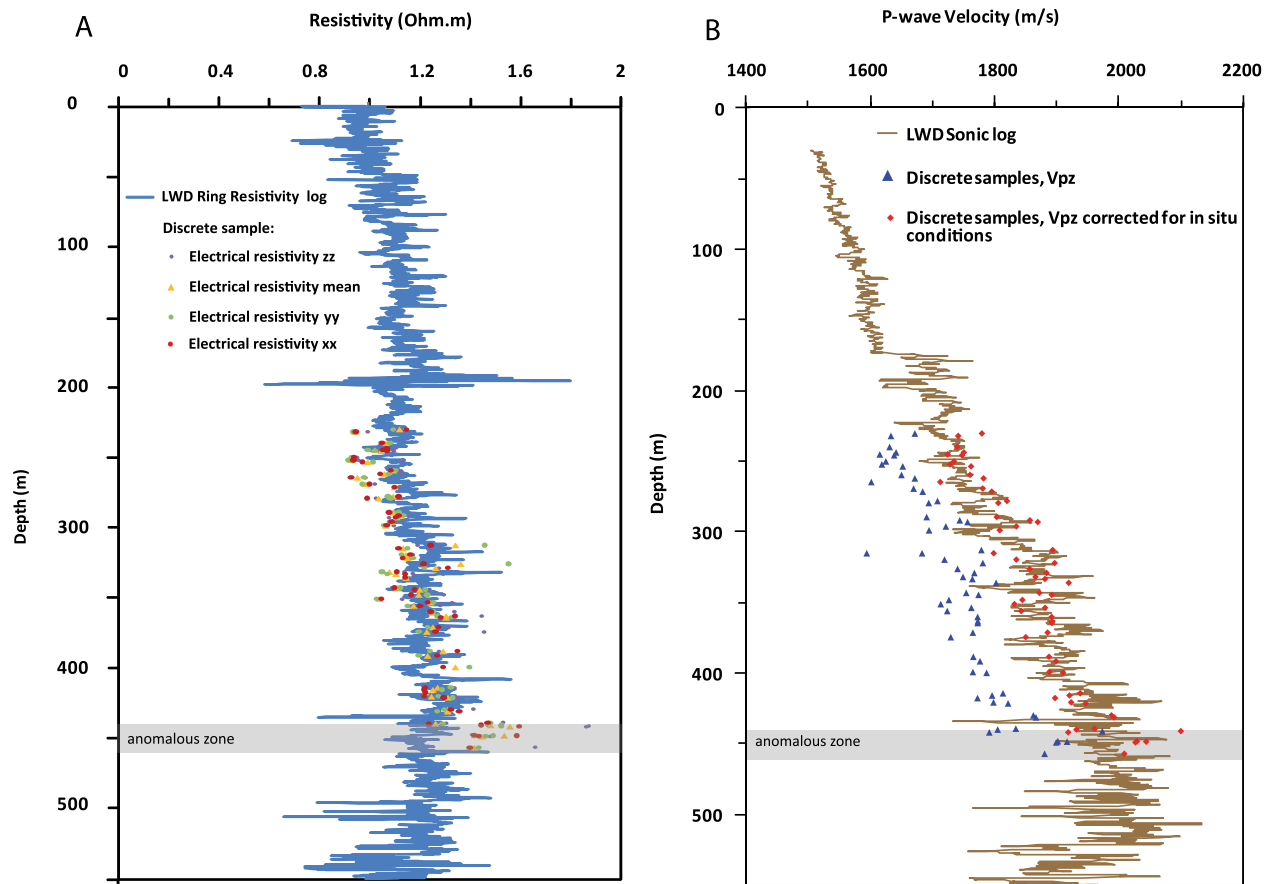 A
Resistivity (Ohm.m)
0 0.4 0.8 1.2 1.6 2
0
100
200
300
400
500
Depth (m)
LWD Ring Resistivity log
Discrete sample:
Electrical resistivity zz
Electrical resistivity mean
Electrical resistivity yy
Electrical resistivity xx
anomalous zone
B
P-wave Velocity (m/s)
1400 1600 1800 2000 2200
0
100
200
300
400
500
Depth (m)
LWD Sonic log
Discrete samples, Vpz
Discrete samples, Vpz corrected for in situ
conditions
anomalous zone